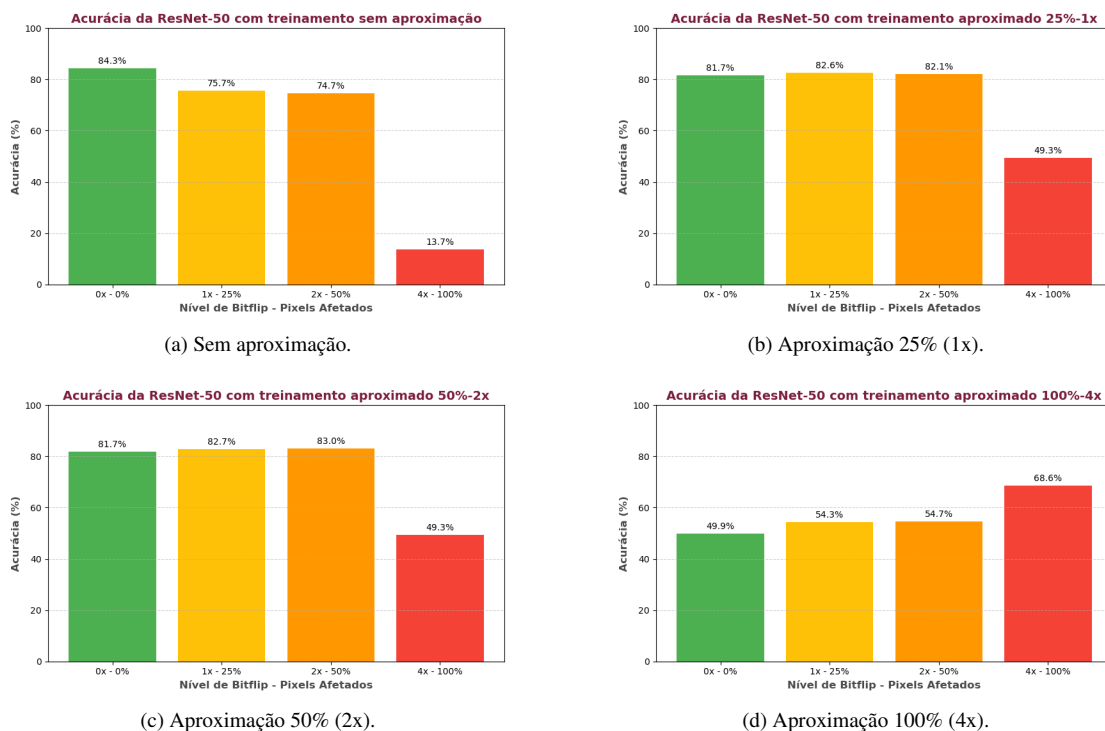 Acurácia da ResNet-50 com treinamento sem aproximação
100
80
60
40
20
0
Acurácia (%)
84.3%
75.7%
74.7%
13.7%
0x - 0%
1x - 25%
2x - 50%
4x - 100%
Nível de Bitflip - Pixels Afetados
(a) Sem aproximação.
Acurácia da ResNet-50 com treinamento aproximado 25%-1x
100
80
60
40
20
0
Acurácia (%)
81.7%
82.6%
82.1%
49.3%
0x - 0%
1x - 25%
2x - 50%
4x - 100%
Nível de Bitflip - Pixels Afetados
(b) Aproximação 25% (1x).
Acurácia da ResNet-50 com treinamento aproximado 50%-2x
100
80
60
40
20
0
Acurácia (%)
81.7%
82.7%
83.0%
49.3%
0x - 0%
1x - 25%
2x - 50%
4x - 100%
Nível de Bitflip - Pixels Afetados
(c) Aproximação 50% (2x).
Acurácia da ResNet-50 com treinamento aproximado 100%-4x
100
80
60
40
20
0
Acurácia (%)
49.9%
54.3%
54.7%
68.6%
0x - 0%
1x - 25%
2x - 50%
4x - 100%
Nível de Bitflip - Pixels Afetados
(d) Aproximação 100% (4x).